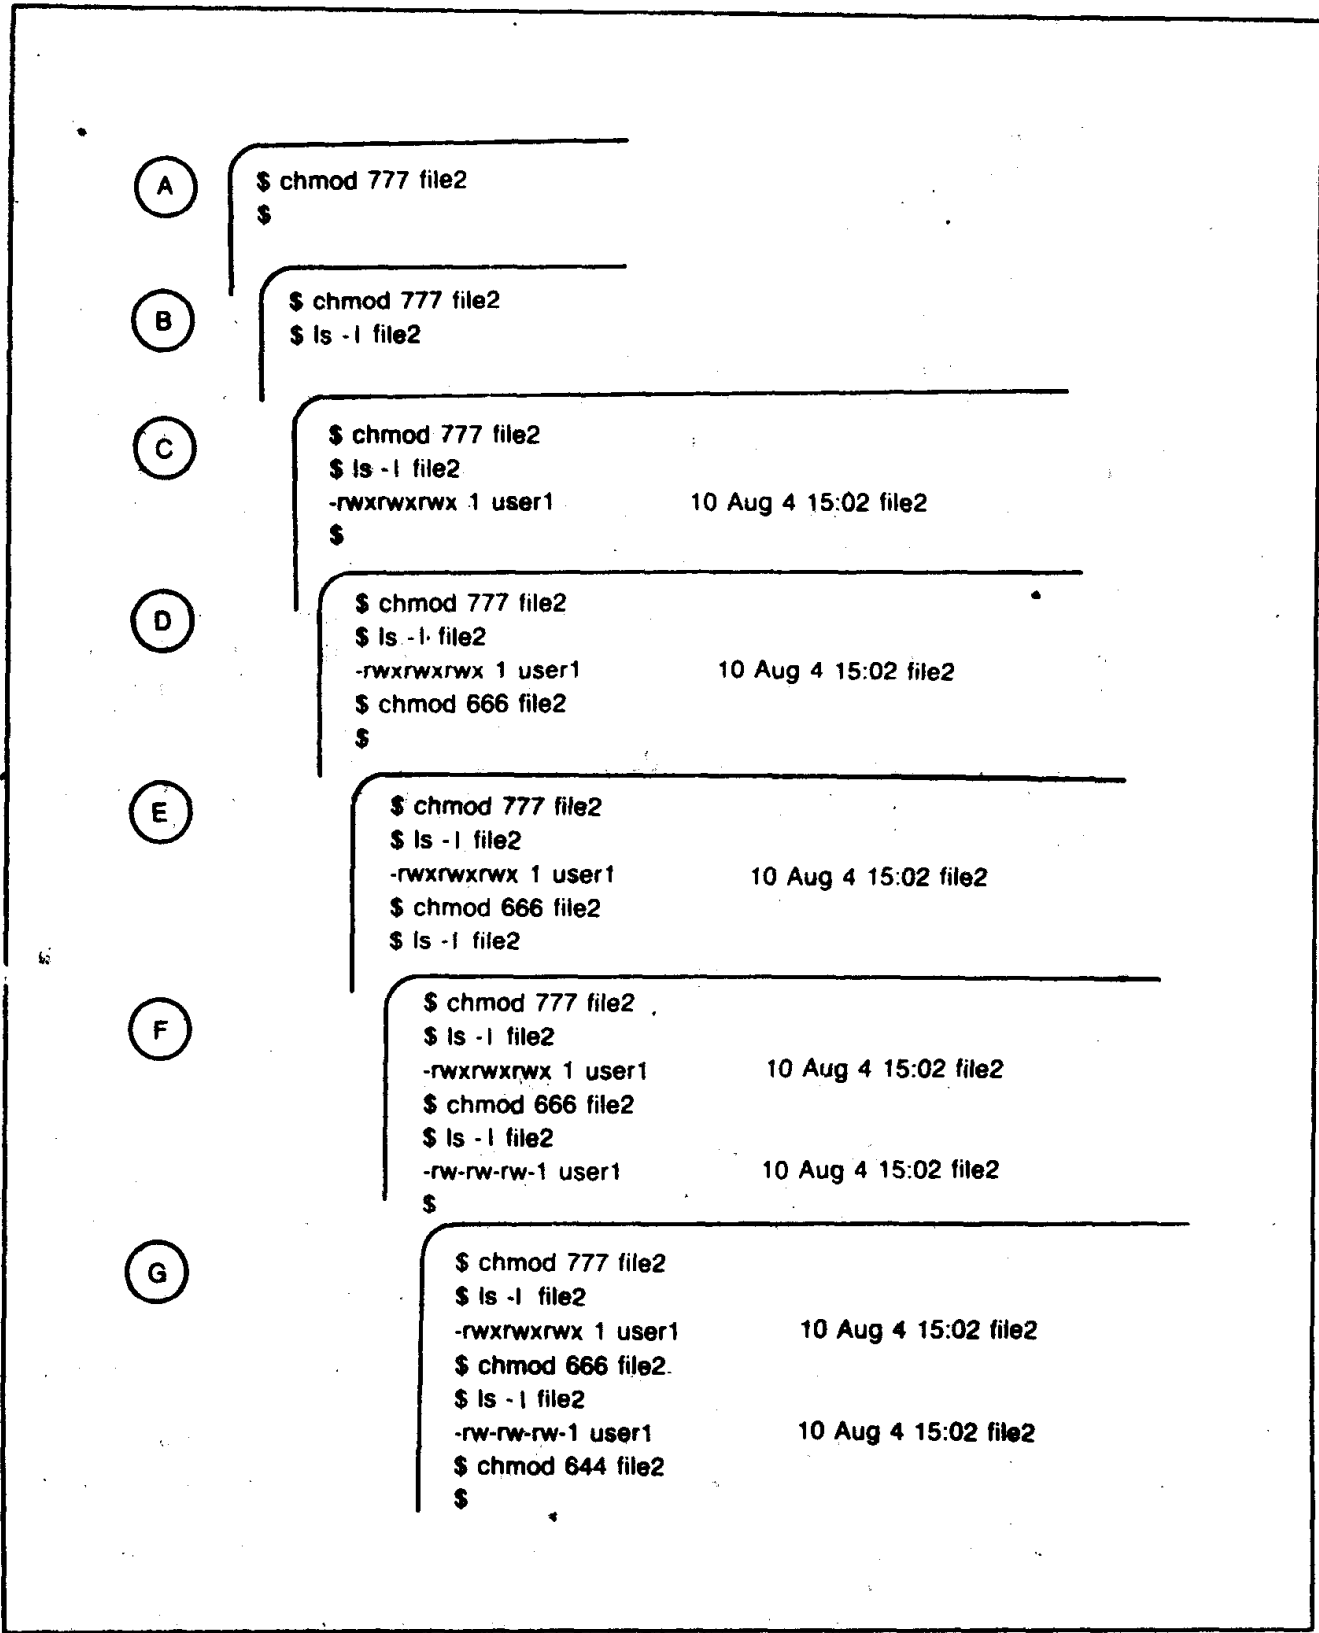 A
$ chmod 777 file2
$
B
$ chmod 777 file2
$ ls -l file2
C
$ chmod 777 file2
$ ls -l file2
-rwxrwxrwx 1 user1 10 Aug 4 15:02 file2
$
D
$ chmod 777 file2
$ ls -l file2
-rwxrwxrwx 1 user1 10 Aug 4 15:02 file2
$ chmod 666 file2
$
E
$ chmod 777 file2
$ ls -l file2
-rwxrwxrwx 1 user1 10 Aug 4 15:02 file2
$ chmod 666 file2
$ ls -l file2
F
$ chmod 777 file2
$ ls -l file2
-rwxrwxrwx 1 user1 10 Aug 4 15:02 file2
$ chmod 666 file2
$ ls -l file2
-rw-rw-rw-1 user1 10 Aug 4 15:02 file2
$
G
$ chmod 777 file2
$ ls -l file2
-rwxrwxrwx 1 user1 10 Aug 4 15:02 file2
$ chmod 666 file2
$ ls -l file2
-rw-rw-rw-1 user1 10 Aug 4 15:02 file2
$ chmod 644 file2
$